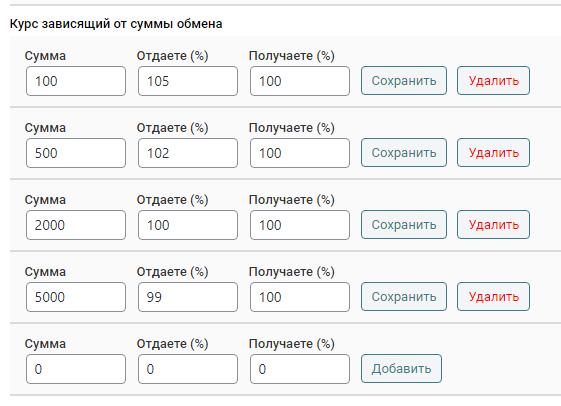 Курс зависящий от суммы обмена
Сумма Отдаете (%) Получаете (%)
100 105 100 Сохранить Удалить
Сумма Отдаете (%) Получаете (%)
500 102 100 Сохранить Удалить
Сумма Отдаете (%) Получаете (%)
2000 100 100 Сохранить Удалить
Сумма Отдаете (%) Получаете (%)
5000 99 100 Сохранить Удалить
Сумма Отдаете (%) Получаете (%)
0 0 0 Добавить